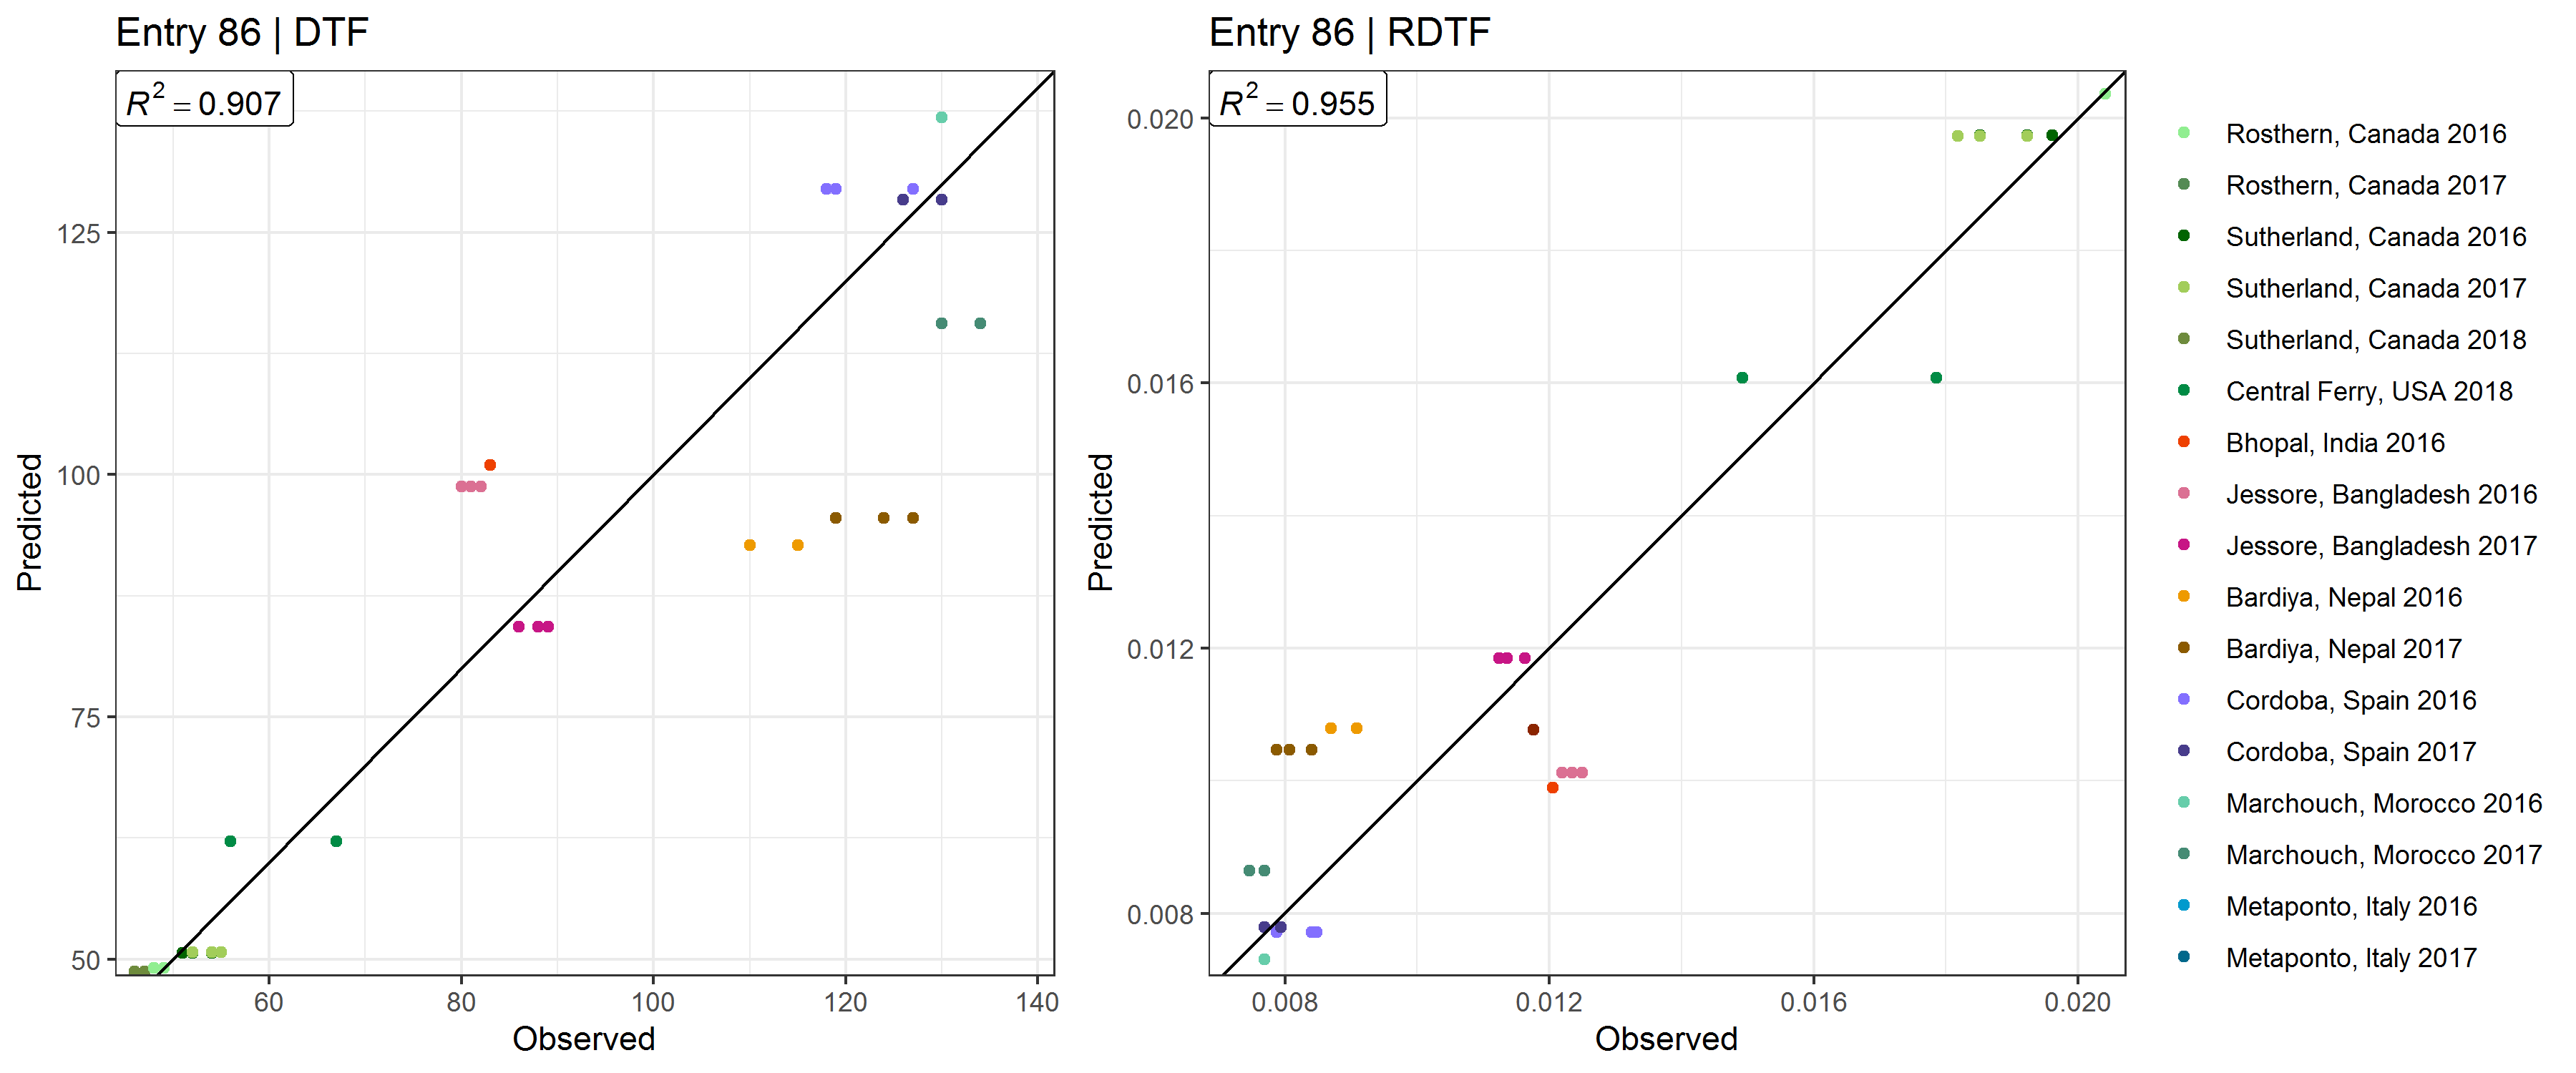 Entry 86 | DTF
R² = 0.907
125
100
75
50
Predicted
60 80 100 120 140
Observed
Entry 86 | RDTF
R² = 0.955
0.020
0.016
0.012
0.008
Predicted
0.008 0.012 0.016 0.020
Observed
Rosthern, Canada 2016
Rosthern, Canada 2017
Sutherland, Canada 2016
Sutherland, Canada 2017
Sutherland, Canada 2018
Central Ferry, USA 2018
Bhopal, India 2016
Jessore, Bangladesh 2016
Jessore, Bangladesh 2017
Bardiya, Nepal 2016
Bardiya, Nepal 2017
Cordoba, Spain 2016
Cordoba, Spain 2017
Marchouch, Morocco 2016
Marchouch, Morocco 2017
Metaponto, Italy 2016
Metaponto, Italy 2017